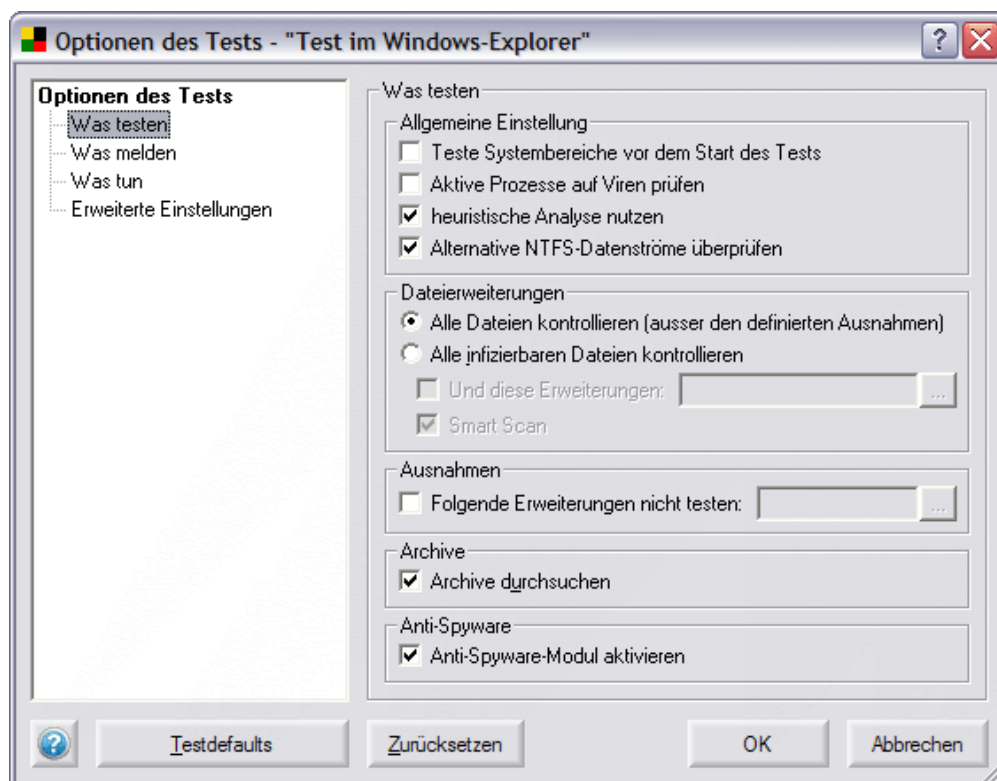 Optionen des Tests - "Test im Windows-Explorer"
?
Optionen des Tests
Was testen
Was melden
Was tun
Erweiterte Einstellungen
Was testen
Allgemeine Einstellung
Teste Systembereiche vor dem Start des Tests
Aktive Prozesse auf Viren prüfen
heuristische Analyse nutzen
Alternative NTFS-Datenströme überprüfen
Dateierweiterungen
Alle Dateien kontrollieren (ausser den definierten Ausnahmen)
Alle infizierbaren Dateien kontrollieren
Und diese Erweiterungen: ...
Smart Scan
Ausnahmen
Folgende Erweiterungen nicht testen: ...
Archive
Archive durchsuchen
Anti-Spyware
Anti-Spyware-Modul aktivieren
? Testdefaults Zurücksetzen OK Abbrechen